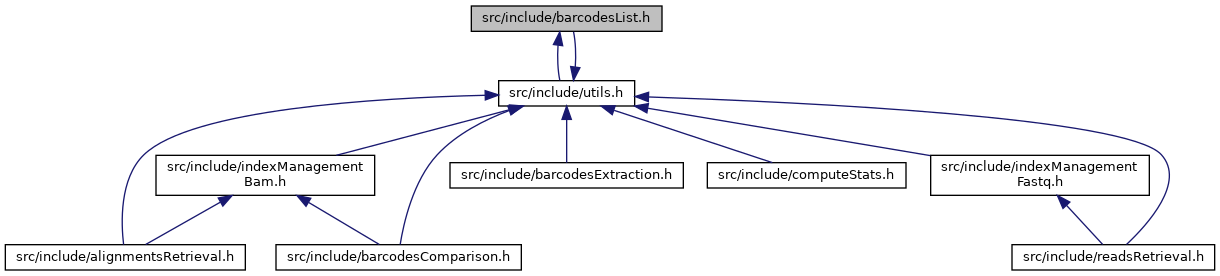 src/include/barcodesList.h
src/include/utils.h
src/include/indexManagement
Bam.h
src/include/barcodesExtraction.h
src/include/computeStats.h
src/include/indexManagement
Fastq.h
src/include/alignmentsRetrieval.h
src/include/barcodesComparison.h
src/include/readsRetrieval.h